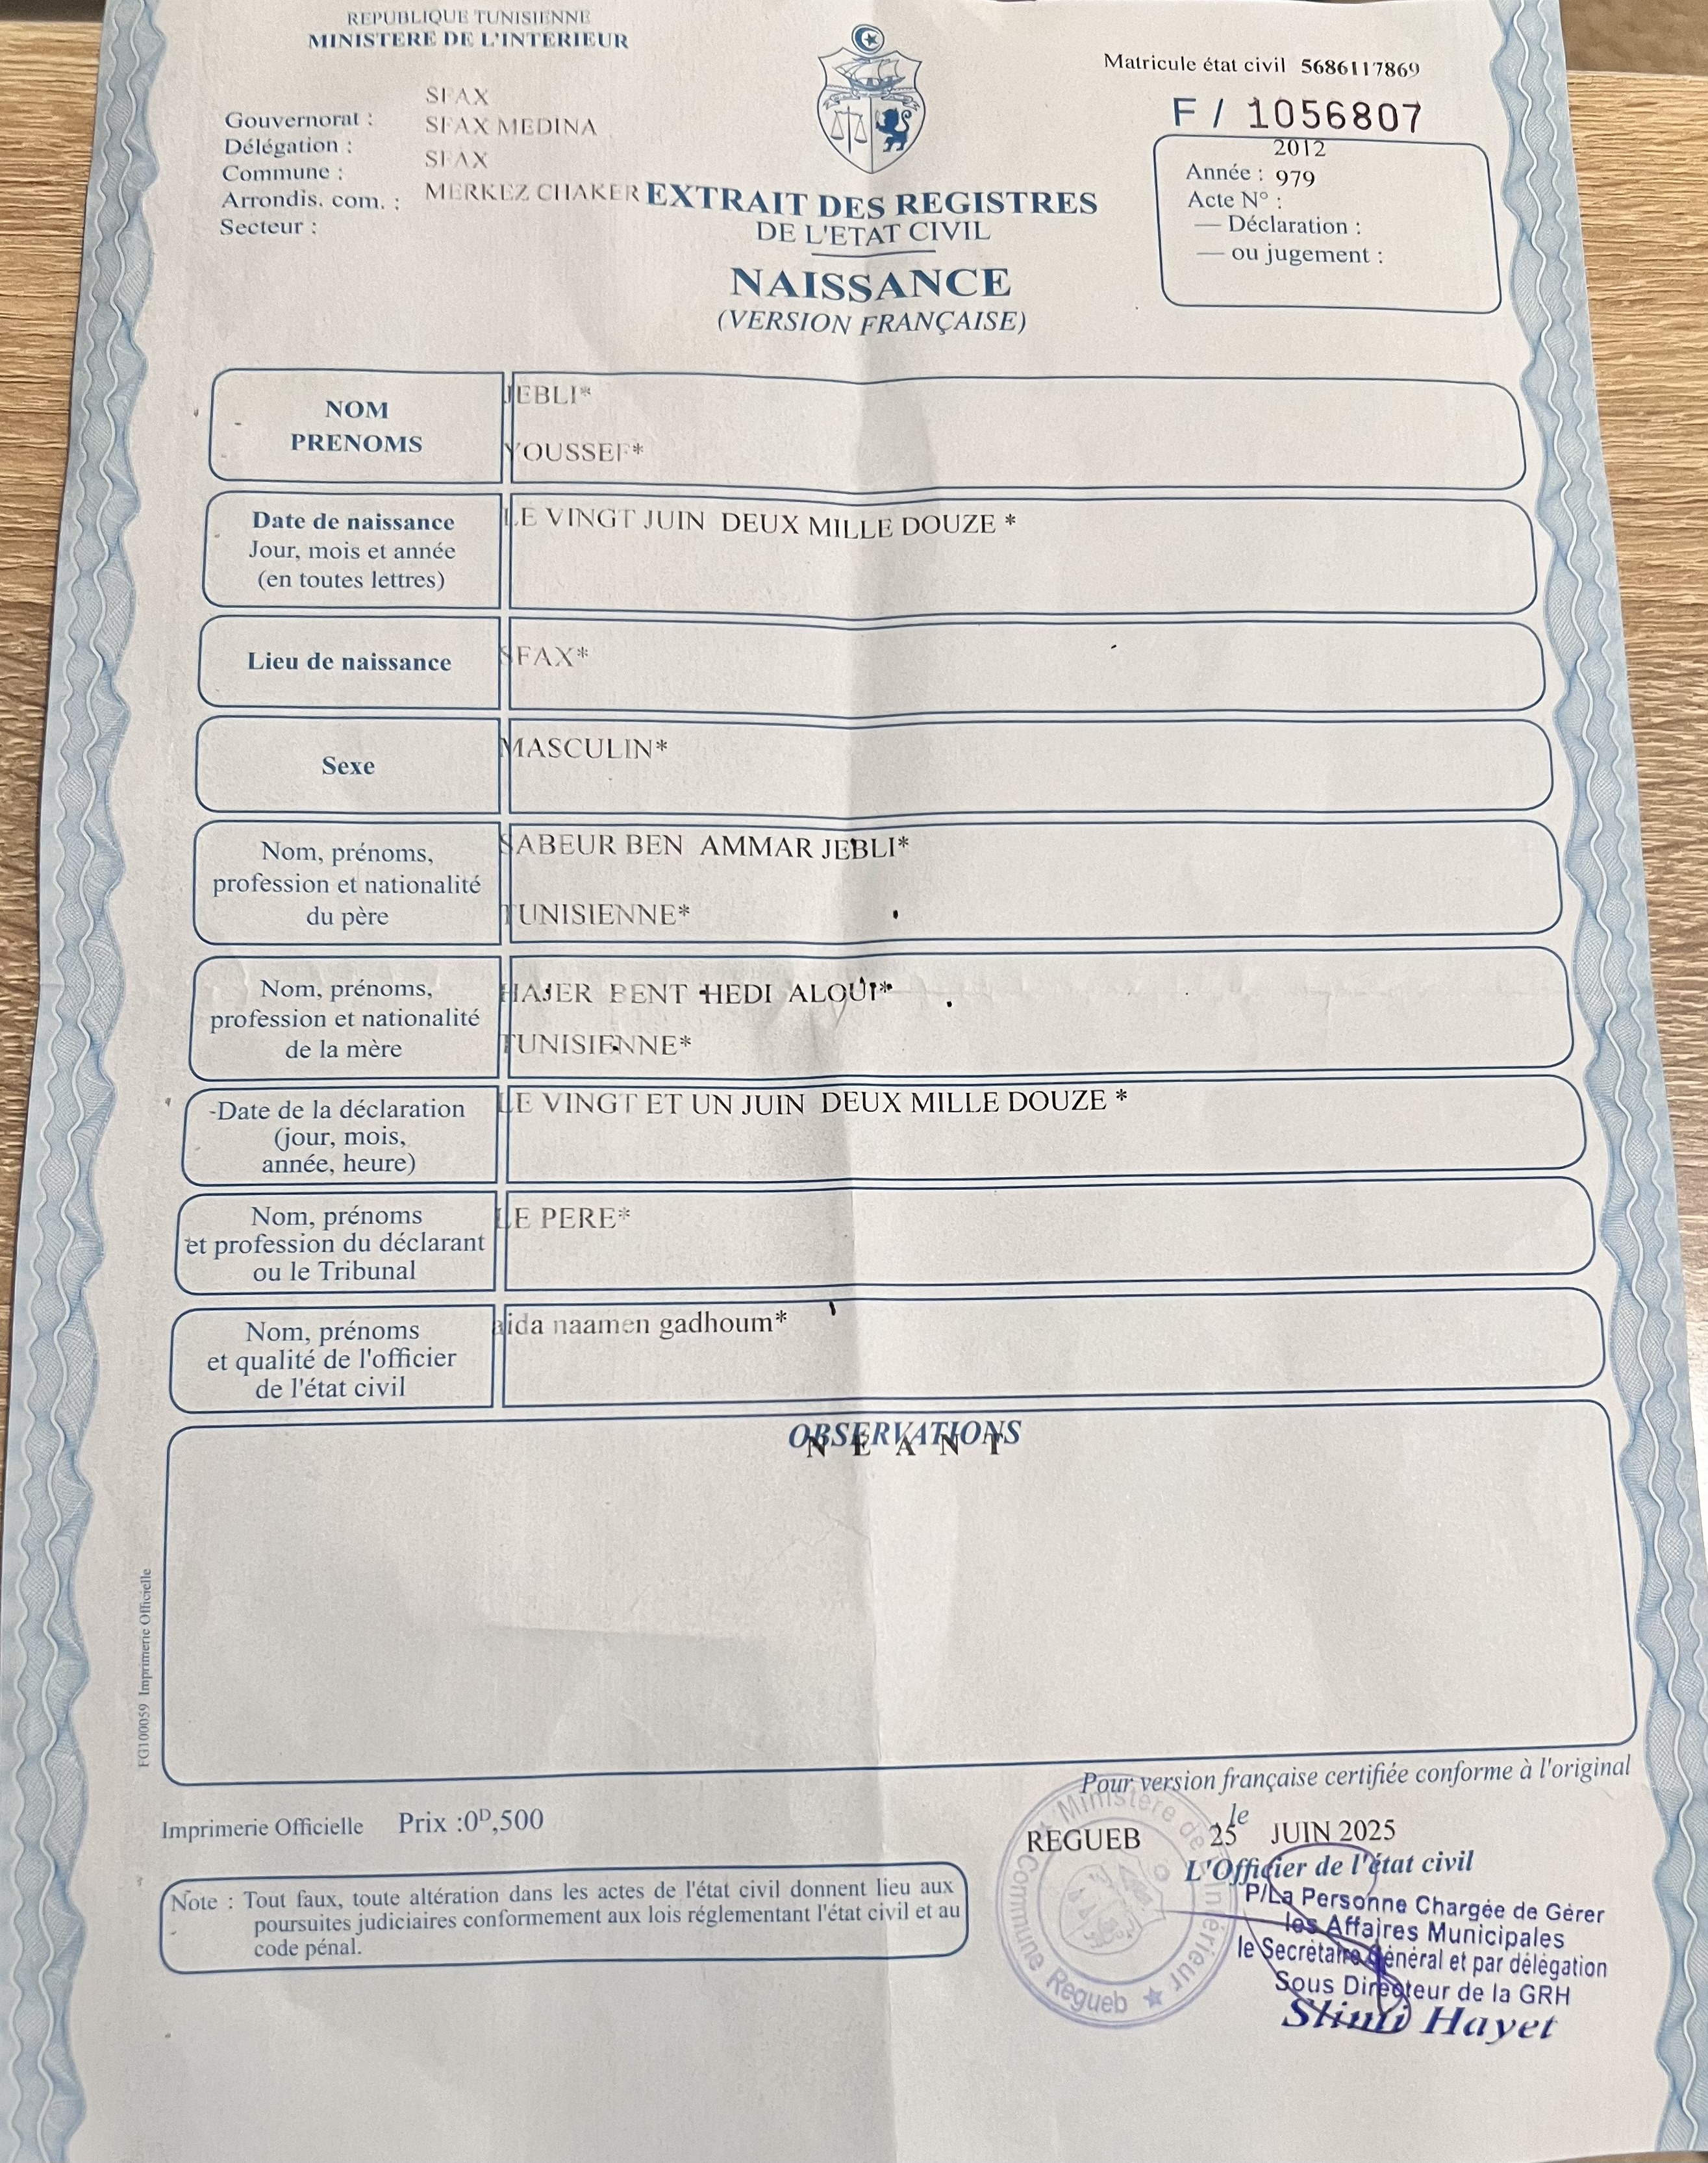 REPUBLIQUE TUNISIENNE
MINISTERE DE L'INTERIEUR
Matricule état civil 5686117869
F / 1056807
Gouvernorat : SFAX
Délégation : SFAX MEDINA
Commune : SFAX
Arrondis. com. : MERKEZ CHAKER
Secteur :
2012
Année : 979
Acte N° :
— Déclaration :
— ou jugement :
EXTRAIT DES REGISTRES
DE L'ETAT CIVIL
NAISSANCE
(VERSION FRANÇAISE)
NOM JEBLI*
PRENOMS YOUSSEF*
Date de naissance LE VINGT JUIN DEUX MILLE DOUZE *
Jour, mois et année
(en toutes lettres)
Lieu de naissance SFAX*
Sexe MASCULIN*
Nom, prénoms, SABEUR BEN AMMAR JEBLI*
profession et nationalité
du père TUNISIENNE*
Nom, prénoms, HAJER BENT HEDI ALOUI*
profession et nationalité
de la mère TUNISIENNE*
-Date de la déclaration LE VINGT ET UN JUIN DEUX MILLE DOUZE *
(jour, mois,
année, heure)
Nom, prénoms LE PERE*
et profession du déclarant
ou le Tribunal
Nom, prénoms aida naamen gadhoum*
et qualité de l'officier
de l'état civil
OBSERVATIONS
N E A N T
FG100059 Imprimerie Officielle
Pour version française certifiée conforme à l'original
Imprimerie Officielle Prix :0D,500
REGUEB le 25 JUIN 2025
L'Officier de l'état civil
P/La Personne Chargée de Gérer
les Affaires Municipales
le Secrétaire Général et par délégation
Sous Directeur de la GRH
Slimi Hayet
Ministère de l'Intérieur
Commune Regueb
Note : Tout faux, toute altération dans les actes de l'état civil donnent lieu aux
poursuites judiciaires conformement aux lois réglementant l'état civil et au
code pénal.